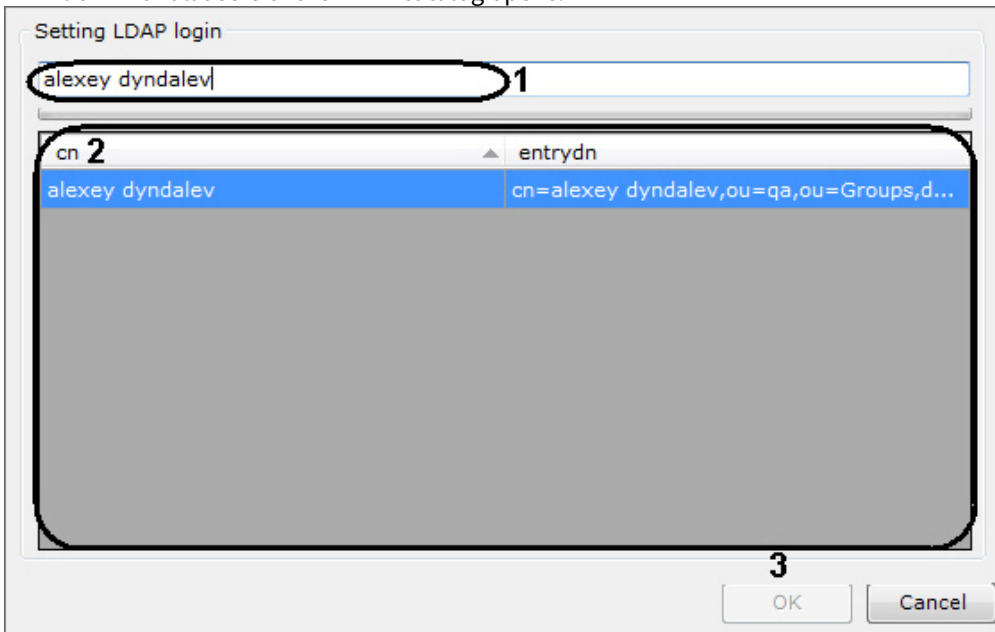 Setting LDAP login
alexey dyndalev 1
cn 2 entrydn
alexey dyndalev cn=alexey dyndalev,ou=qa,ou=Groups,d...
3
OK Cancel